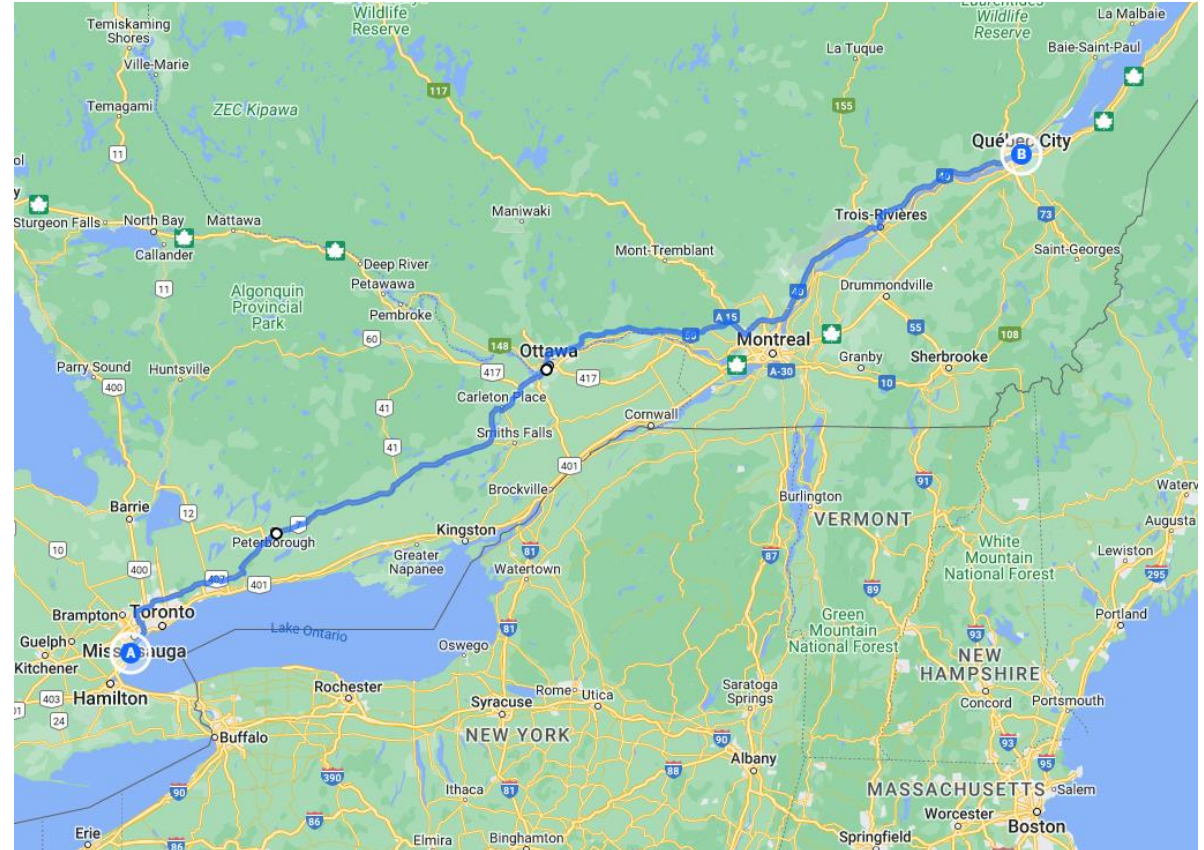 Wildlife
Reserve
Temiskaming
Shores
Ville-Marie
Temagami
ZEC Kipawa
117
La Tuque
155
Laurentides
Wildlife
Reserve
La Malbaie
Baie-Saint-Paul
Québec City
B
11
Sturgeon Falls
North Bay
Mattawa
Callander
11
Deep River
Petawawa
Pembroke
Algonquin
Provincial
Park
60
Maniwaki
Mont-Tremblant
Trois-Rivières
40
40
73
Saint-Georges
Drummondville
A 15
50
Montreal
A-30
55
108
Granby
Sherbrooke
10
148
Ottawa
417
417
Carleton Place
Smiths Falls
Cornwall
401
Brockville
Parry Sound
400
Huntsville
41
41
Barrie
12
10
400
7
Peterborough
407
401
Kingston
Greater
Napanee
81
Watertown
Burlington
VERMONT
87
89
91
White
Mountain
National Forest
Augusta
Lewiston
295
Portland
Brampton
Toronto
Guelph
Mississauga
A
Kitchener
Hamilton
403
24
Lake Ontario
Oswego
81
Rochester
Syracuse
Rome
Utica
Saratoga
Springs
Green
Mountain
National Forest
93
NEW
HAMPSHIRE
Concord
Portsmouth
93
95
Buffalo
NEW YORK
90
Albany
90
390
88
Ithaca
81
86
86
Erie
Elmira
Binghamton
MASSACHUSETTS
Salem
Worcester
Boston
Springfield